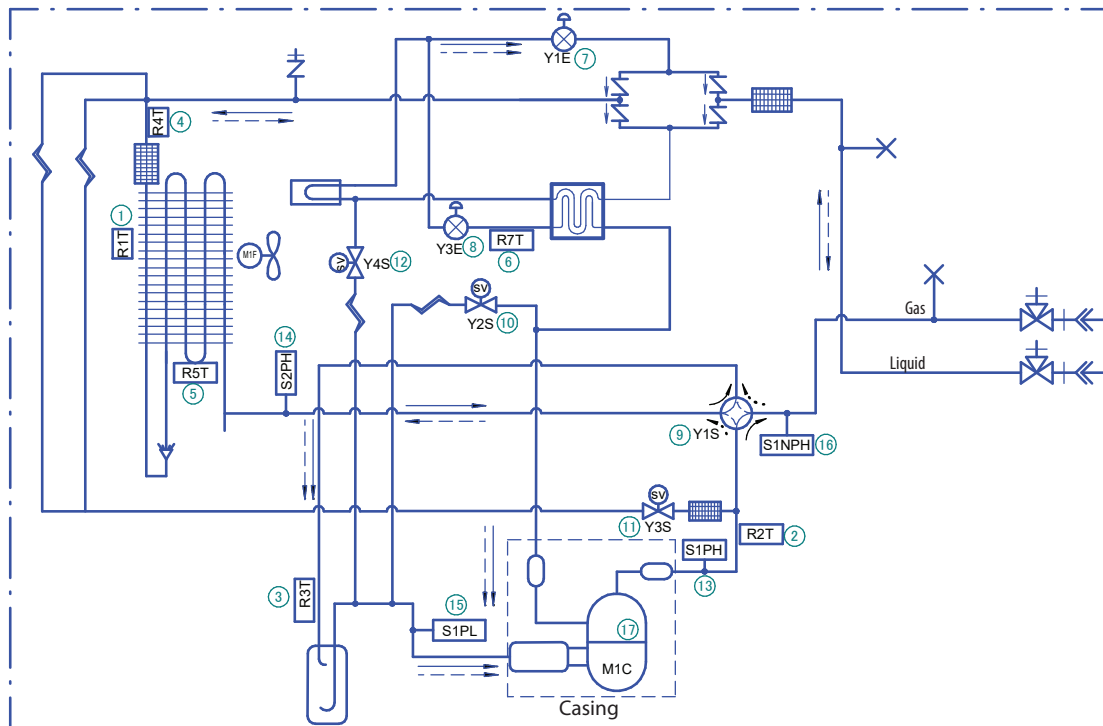 Y1E 7
R4T 4
1
R1T
M1F
SV
Y4S 12
Y3E 8
R7T
6
SV
Y2S 10
14
S2PH
R5T
5
Gas
Liquid
9 Y1S
S1NPH 16
SV
11 Y3S
R2T 2
S1PH
13
3
R3T
15
S1PL
17
M1C
Casing